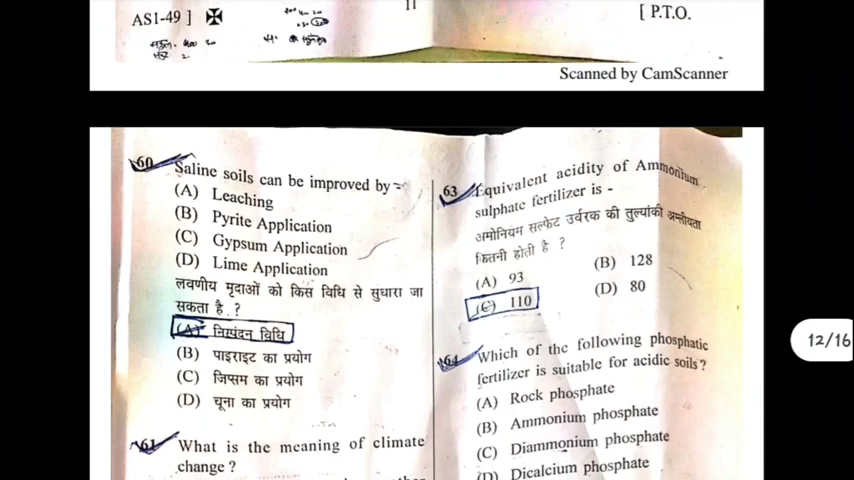 AS1-49 ]
11
[ P.T.O.
Scanned by CamScanner
60 Saline soils can be improved by -
(A) Leaching
(B) Pyrite Application
(C) Gypsum Application
(D) Lime Application
लवणीय मृदाओं को किस विधि से सुधारा जा
सकता है ?
(A) निस्पंदन विधि
(B) पाइराइट का प्रयोग
(C) जिप्सम का प्रयोग
(D) चूना का प्रयोग
61 What is the meaning of climate
change ?
63 Equivalent acidity of Ammonium
sulphate fertilizer is -
अमोनियम सल्फेट उर्वरक की तुल्यांकी अम्लीयता
कितनी होती है ?
(A) 93
(B) 128
(C) 110
(D) 80
64 Which of the following phosphatic
fertilizer is suitable for acidic soils?
(A) Rock phosphate
(B) Ammonium phosphate
(C) Diammonium phosphate
(D) Dicalcium phosphate
12/16